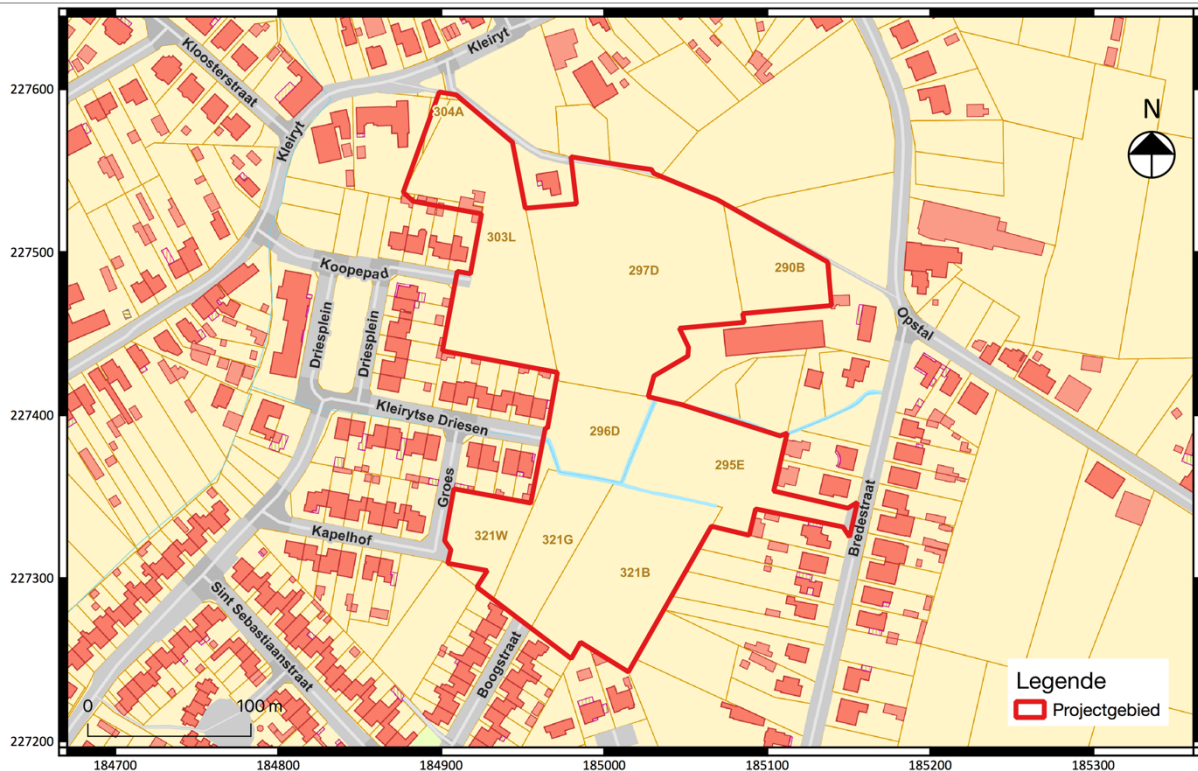 Kloosterstraat
Kleiryt
Kleiryt
N
227600
304A
227500
303L
297D
290B
Koopepad
Driesplein
Driesplein
Opstal
227400
Kleirytse Driesen
296D
295E
Groes
Bredestraat
321W
321G
Kapelhof
321B
227300
Sint Sebastiaanstraat
Boogstraat
Legende
Projectgebied
0 100 m
227200
184700 184800 184900 185000 185100 185200 185300